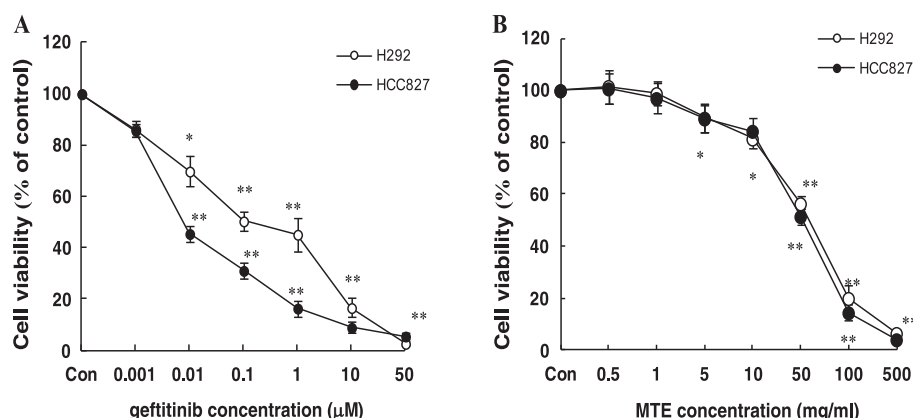 A
120
100
80
60
40
20
0
Cell viability (% of control)
H292
HCC827
*
**
**
**
**
**
**
**
Con 0.001 0.01 0.1 1 10 50
geftitinib concentration (μM)
B
120
100
80
60
40
20
0
Cell viability (% of control)
H292
HCC827
*
*
**
**
**
**
**
Con 0.5 1 5 10 50 100 500
MTE concentration (mg/ml)